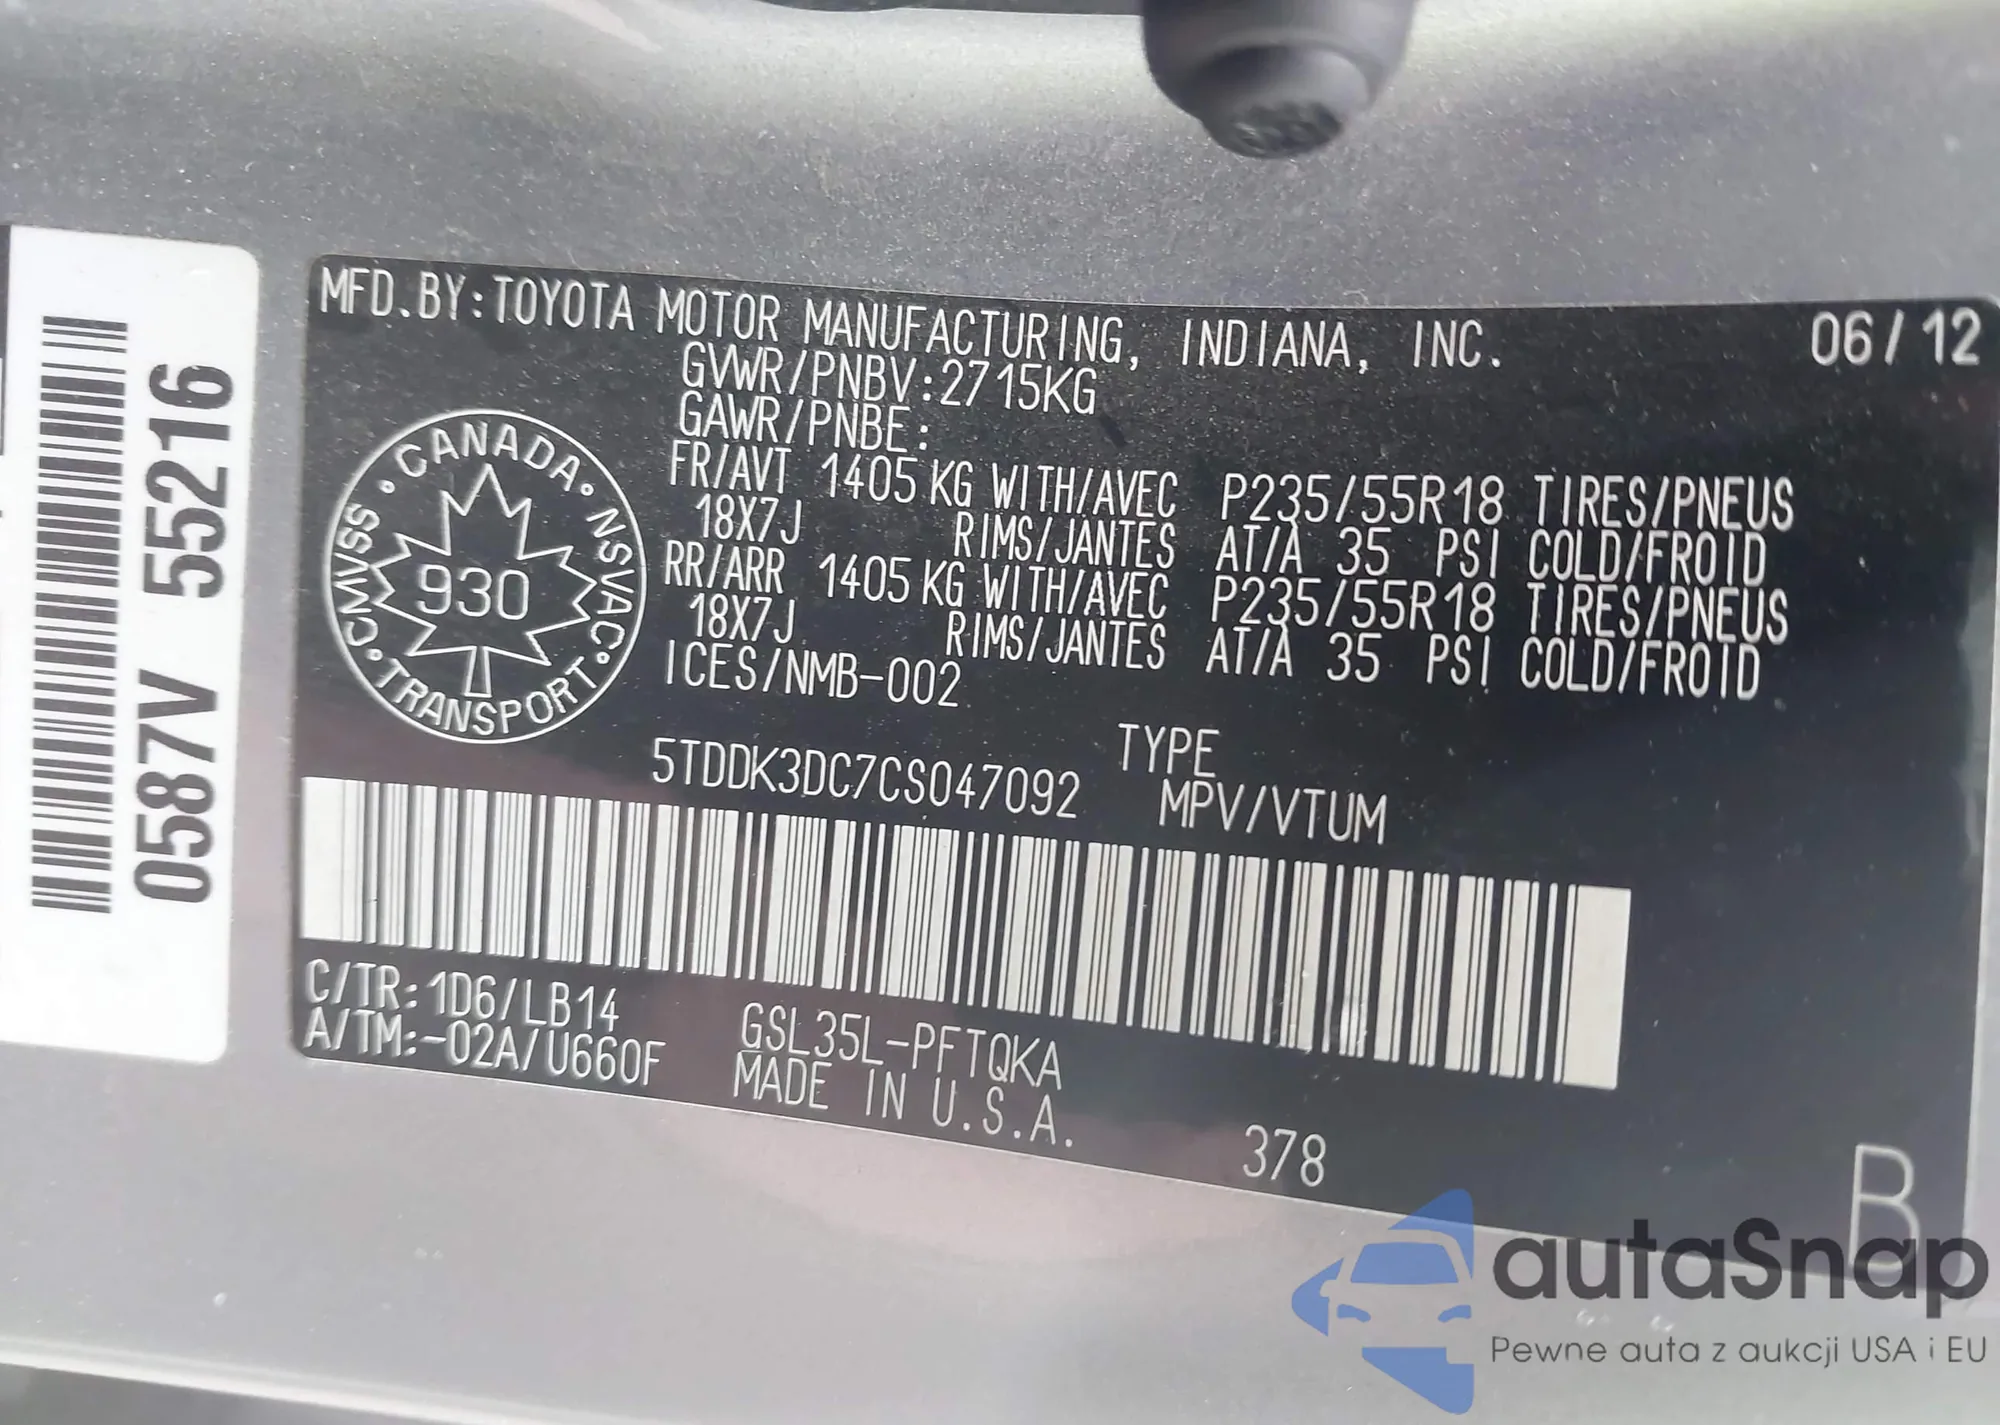 0587V 55216
MFD.BY:TOYOTA MOTOR MANUFACTURING, INDIANA, INC. 06/12
GVWR/PNBV:2715KG
GAWR/PNBE:
FR/AVT 1405 KG WITH/AVEC P235/55R18 TIRES/PNEUS
18X7J RIMS/JANTES AT/À 35 PSI COLD/FROID
RR/ARR 1405 KG WITH/AVEC P235/55R18 TIRES/PNEUS
18X7J RIMS/JANTES AT/À 35 PSI COLD/FROID
ICES/NMB-002
CMVSS · CANADA · NSVAC · TRANSPORT ·
930
5TDDK3DC7CS047092 TYPE
MPV/VTUM
C/TR:1D6/LB14 GSL35L-PFTQKA
A/TM:-02A/U660F MADE IN U.S.A.
378
B
autaSnap
Pewne auta z aukcji USA i EU